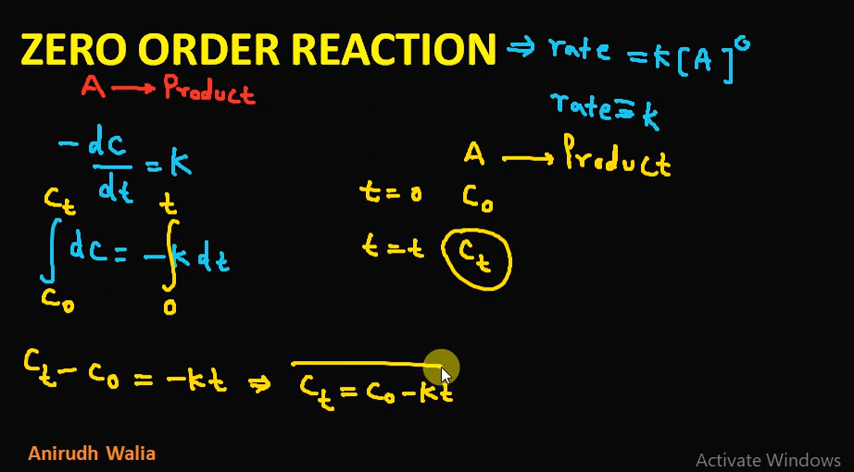 ZERO ORDER REACTION ⇒ rate = k[A]⁰
A → Product
rate = k
-dc/dt = K
A → Product
t = 0 C₀
t = t Cₜ
∫_{C₀}^{Cₜ} dc = -∫_{0}^{t} k dt
Cₜ - C₀ = -kt ⇒ Cₜ = C₀ - kt
Anirudh Walia
Activate Windows